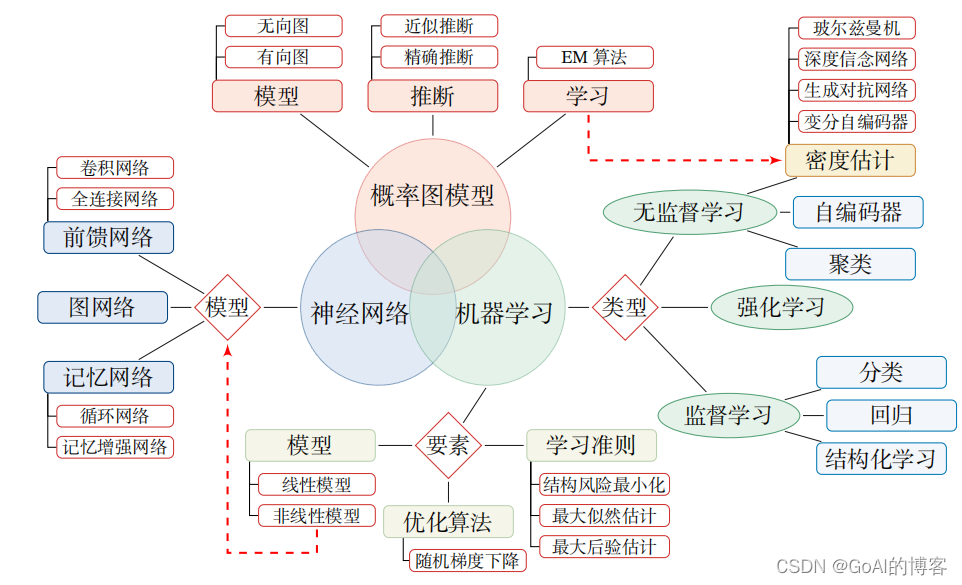 无向图
有向图
模型
近似推断
精确推断
推断
EM 算法
学习
玻尔兹曼机
深度信念网络
生成对抗网络
变分自编码器
密度估计
概率图模型
神经网络
机器学习
卷积网络
全连接网络
前馈网络
图网络
记忆网络
循环网络
记忆增强网络
模型
类型
无监督学习
自编码器
聚类
强化学习
监督学习
分类
回归
结构化学习
要素
模型
线性模型
非线性模型
优化算法
随机梯度下降
学习准则
结构风险最小化
最大似然估计
最大后验估计
CSDN @GoAI的博客